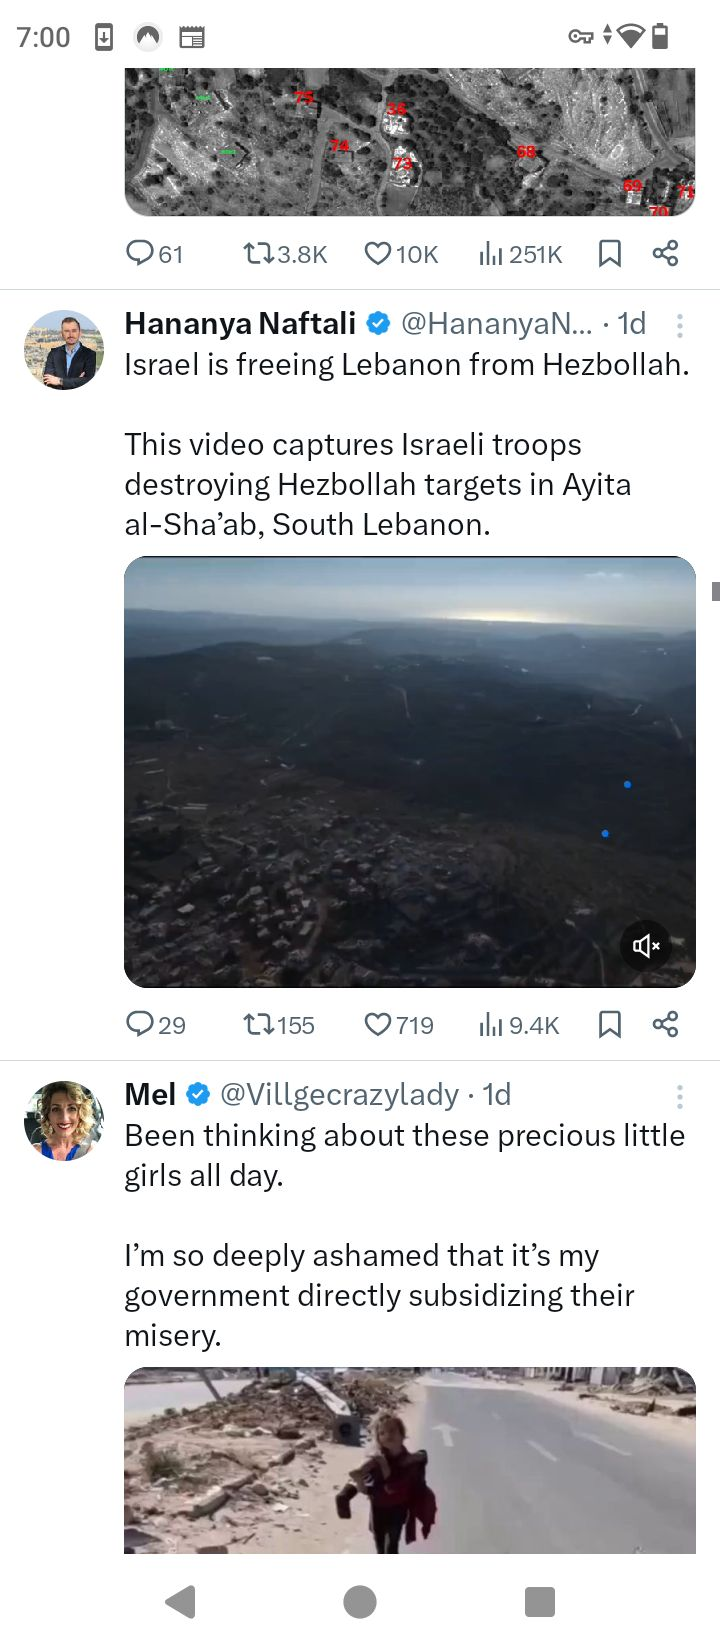 7:00
75
36
74
73
68
69
71
70
61 3.8K 10K 251K
Hananya Naftali @HananyaN... · 1d
Israel is freeing Lebanon from Hezbollah.
This video captures Israeli troops
destroying Hezbollah targets in Ayita
al-Sha’ab, South Lebanon.
29 155 719 9.4K
Mel @Villgecrazylady · 1d
Been thinking about these precious little
girls all day.
I’m so deeply ashamed that it’s my
government directly subsidizing their
misery.